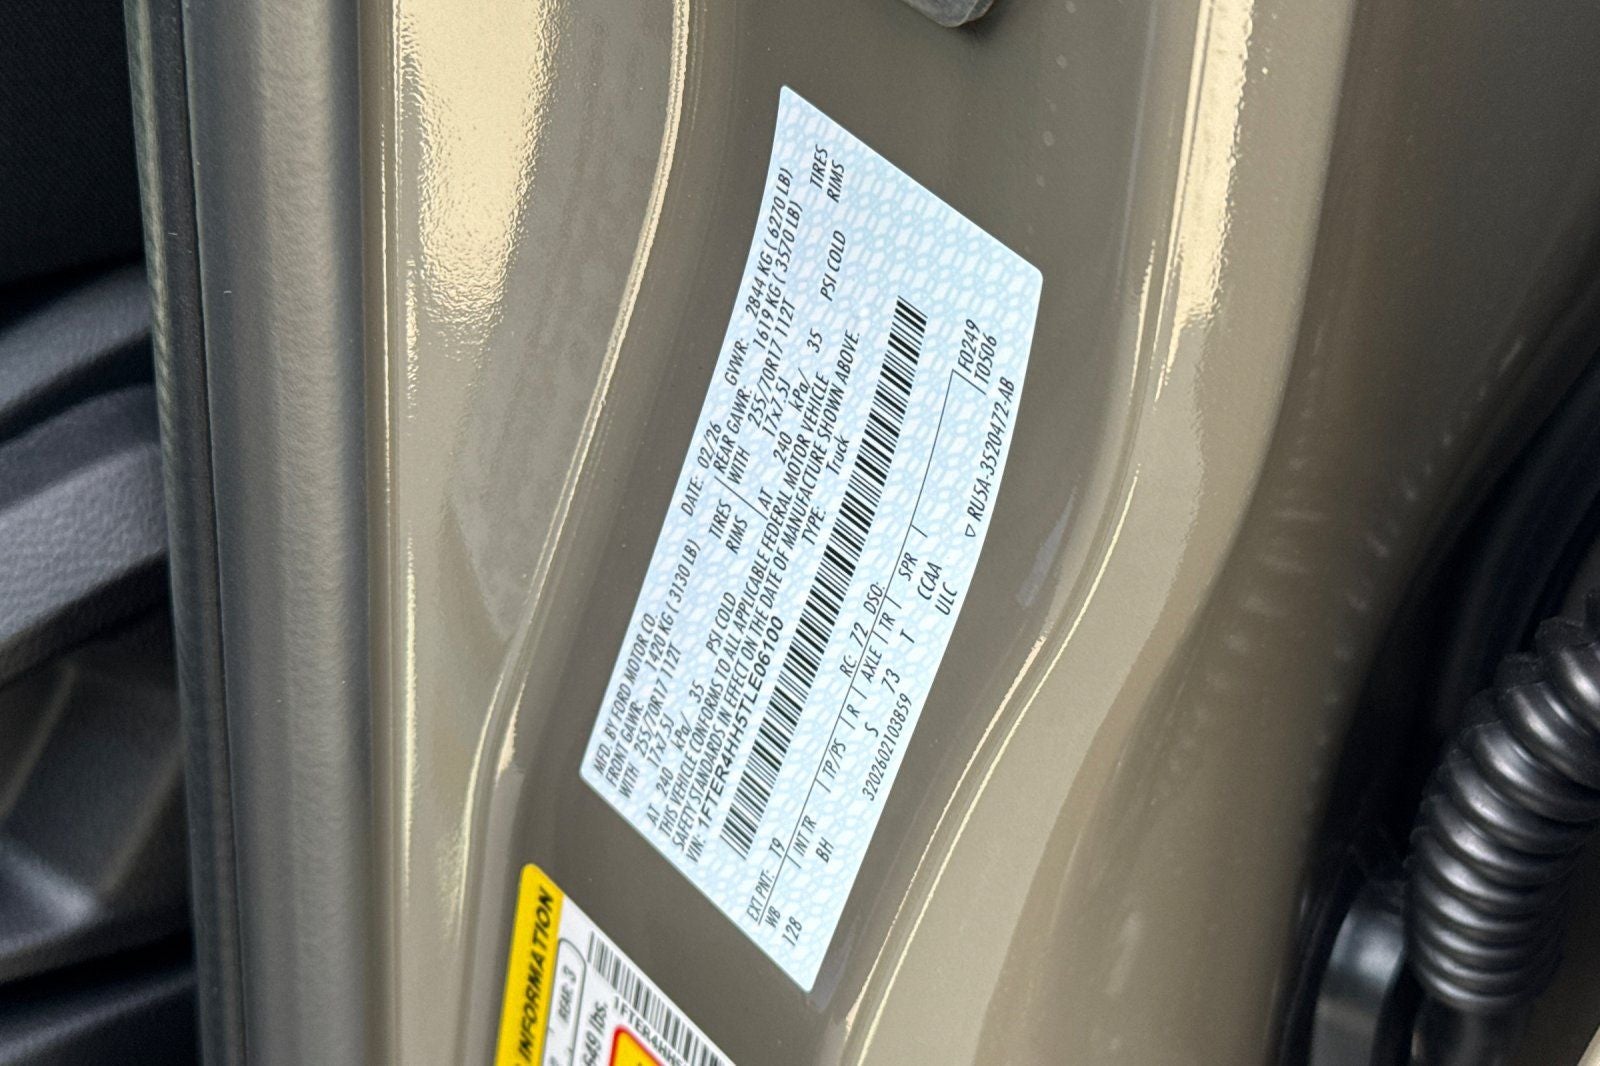 MFD. BY FORD MOTOR CO. DATE: 02/26 GVWR: 2844 KG ( 6270 LB)
FRONT GAWR: 1420 KG ( 3130 LB) REAR GAWR: 1619 KG ( 3570 LB)
WITH 255/70R17 112T TIRES WITH 255/70R17 112T TIRES
17x7.5J RIMS 17x7.5J RIMS
AT 240 kPa/ 35 PSI COLD AT 240 kPa/ 35 PSI COLD
THIS VEHICLE CONFORMS TO ALL APPLICABLE FEDERAL MOTOR VEHICLE
SAFETY STANDARDS IN EFFECT ON THE DATE OF MANUFACTURE SHOWN ABOVE.
VIN: 1FTER4HH5TLE06100 TYPE: Truck
EXT PNT: T9 RC: 72 DSO: F0249
WB INT TR TP/PS R AXLE TR SPR T0506
128 BH S 73 T CCAA
3202602103859 ULC ▽ RU5A-3520472-AB
INFORMATION
REAR: 3
649 lbs.
1FTER4HH